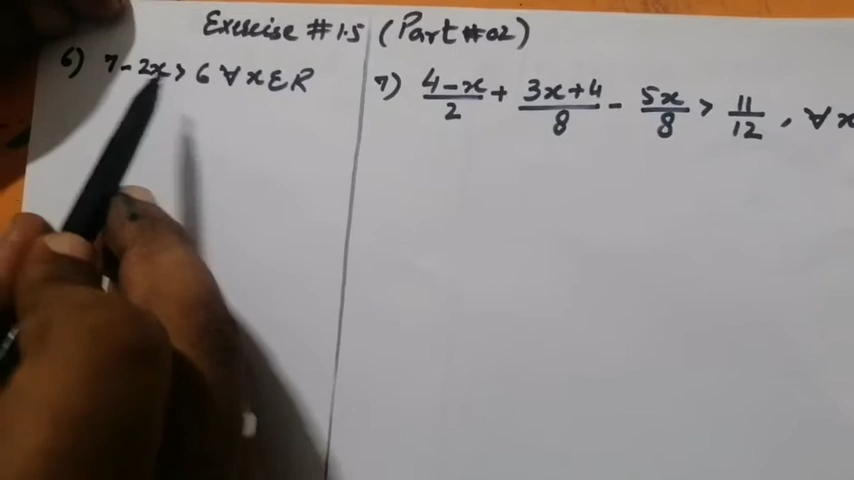 Exercise #1.5 (Part #02)
6) 7-2x > 6 ∀ x ∈ R
7) (4-x)/2 + (3x+4)/8 - 5x/8 > 11/12, ∀ x